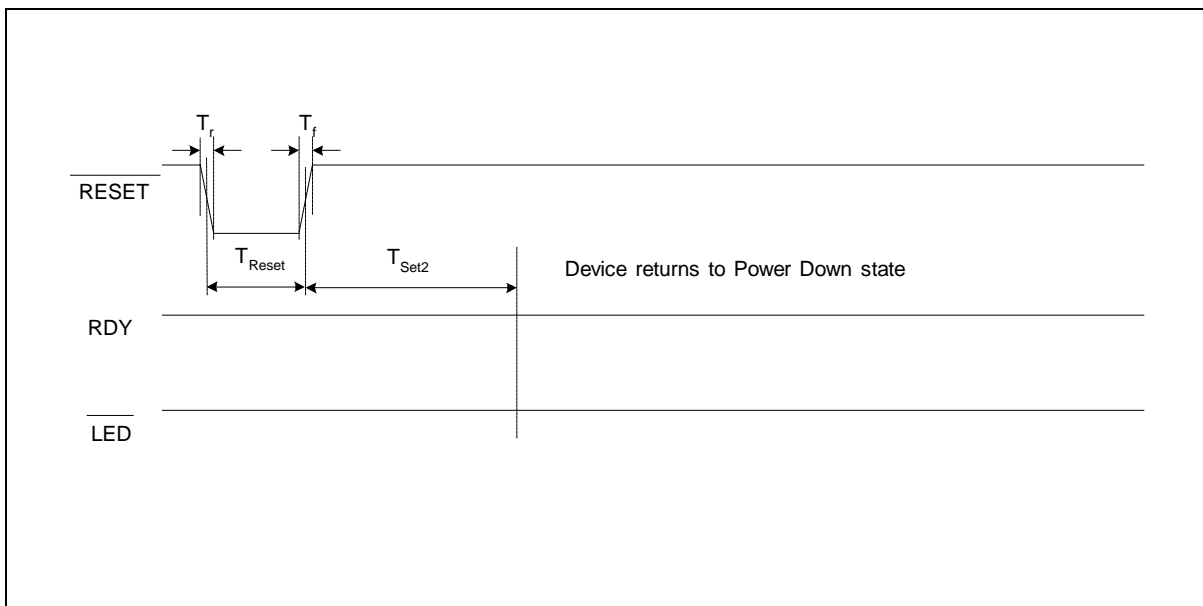 Tr Tf
RESET
TReset TSet2 Device returns to Power Down state
RDY
LED